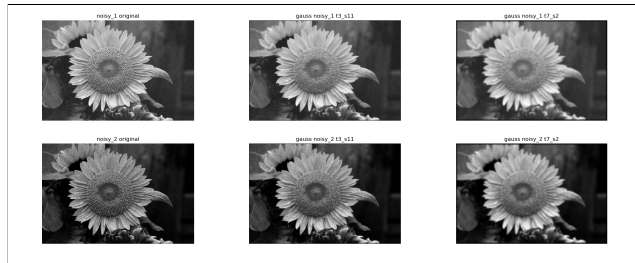 noisy_1 original
gauss noisy_1 t3_s11
gauss noisy_1 t7_s2
noisy_2 original
gauss noisy_2 t3_s11
gauss noisy_2 t7_s2